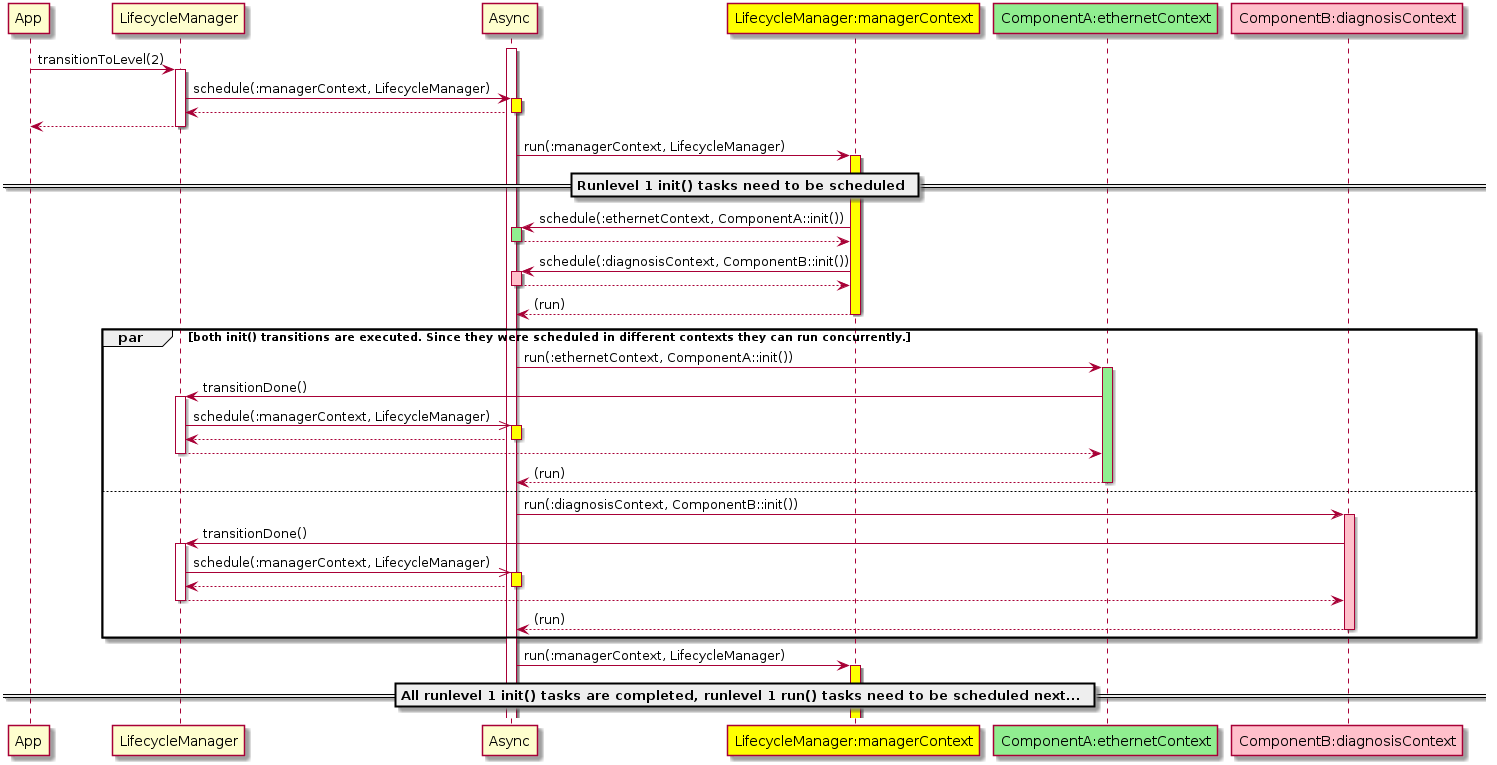 App
LifecycleManager
Async
LifecycleManager:managerContext
ComponentA:ethernetContext
ComponentB:diagnosisContext
transitionToLevel(2)
schedule(:managerContext, LifecycleManager)
run(:managerContext, LifecycleManager)
Runlevel 1 init() tasks need to be scheduled
schedule(:ethernetContext, ComponentA::init())
schedule(:diagnosisContext, ComponentB::init())
(run)
par
[both init() transitions are executed. Since they were scheduled in different contexts they can run concurrently.]
run(:ethernetContext, ComponentA::init())
transitionDone()
schedule(:managerContext, LifecycleManager)
(run)
run(:diagnosisContext, ComponentB::init())
transitionDone()
schedule(:managerContext, LifecycleManager)
(run)
run(:managerContext, LifecycleManager)
All runlevel 1 init() tasks are completed, runlevel 1 run() tasks need to be scheduled next...
App
LifecycleManager
Async
LifecycleManager:managerContext
ComponentA:ethernetContext
ComponentB:diagnosisContext